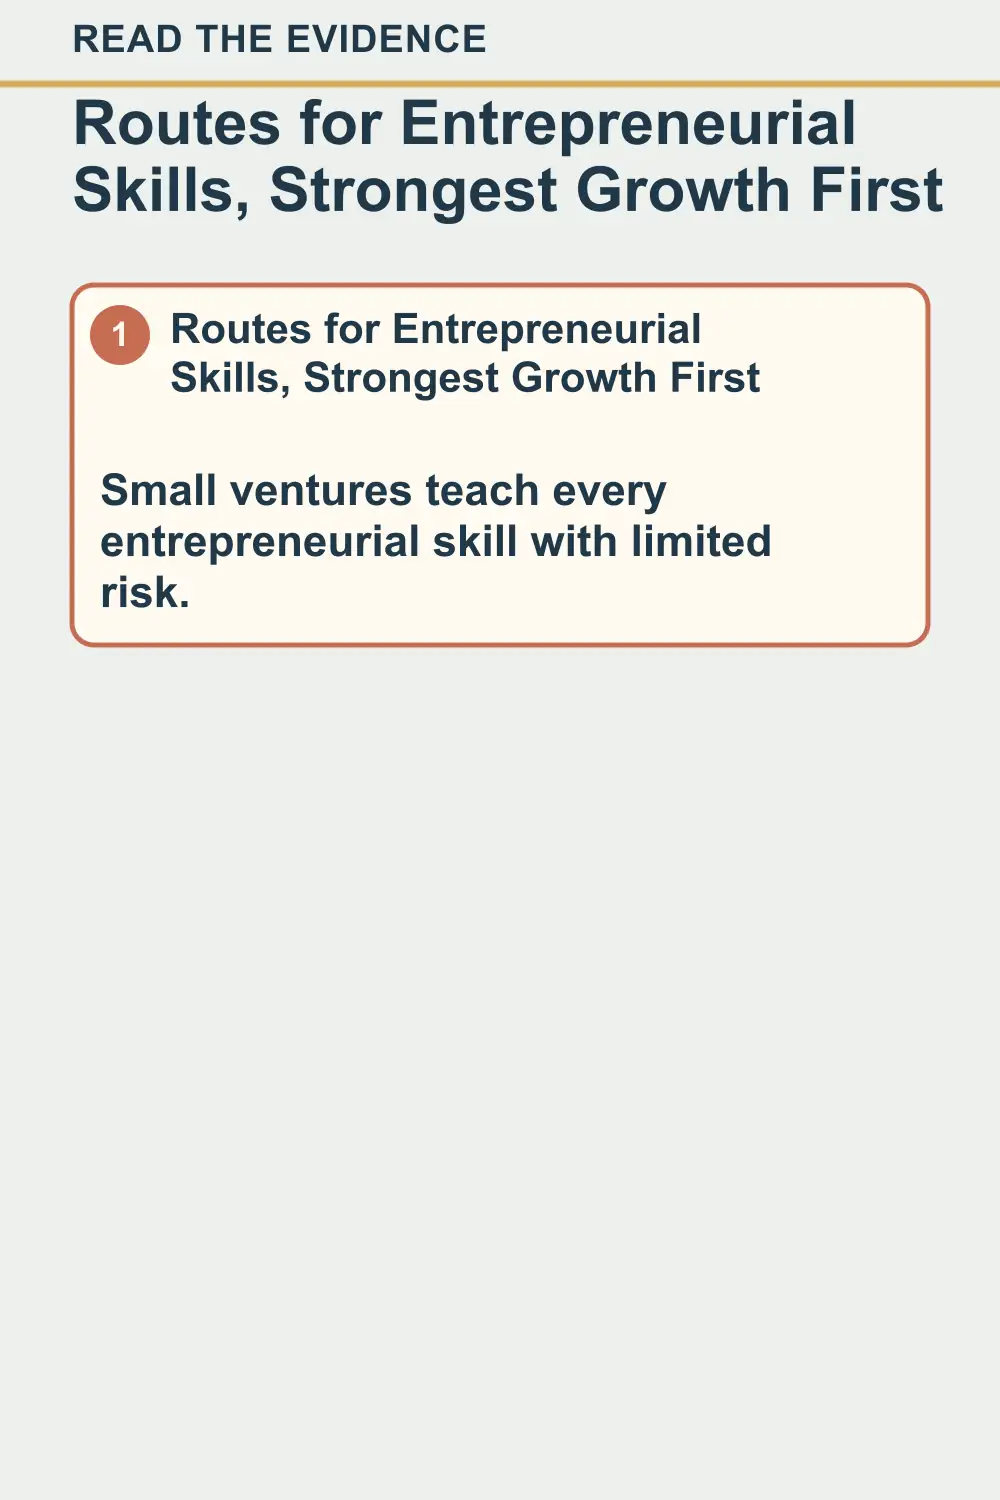 READ THE EVIDENCE
Routes for Entrepreneurial
Skills, Strongest Growth First
1
Routes for Entrepreneurial
Skills, Strongest Growth First
Small ventures teach every
entrepreneurial skill with limited
risk.